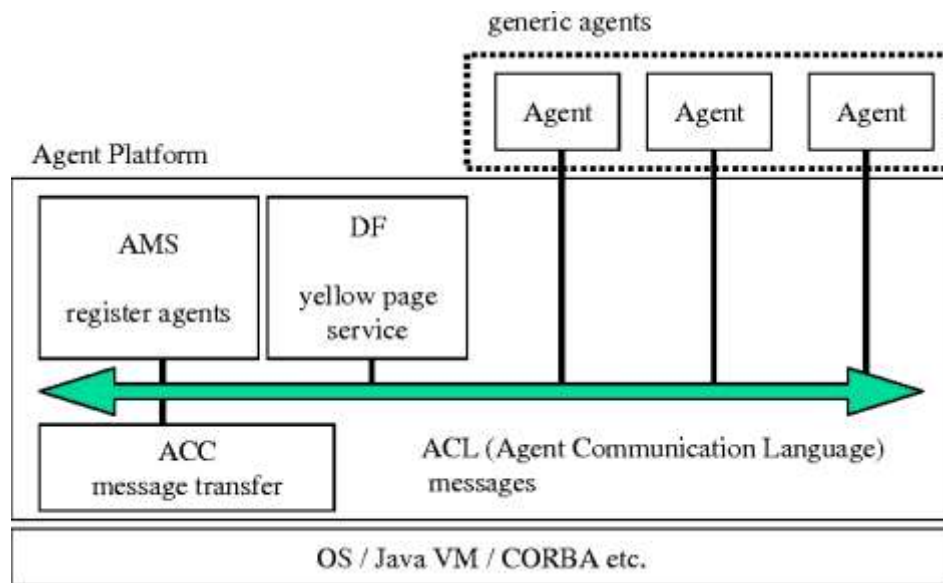 generic agents
Agent
Agent
Agent
Agent Platform
AMS
register agents
DF
yellow page
service
ACC
message transfer
ACL (Agent Communication Language)
messages
OS / Java VM / CORBA etc.